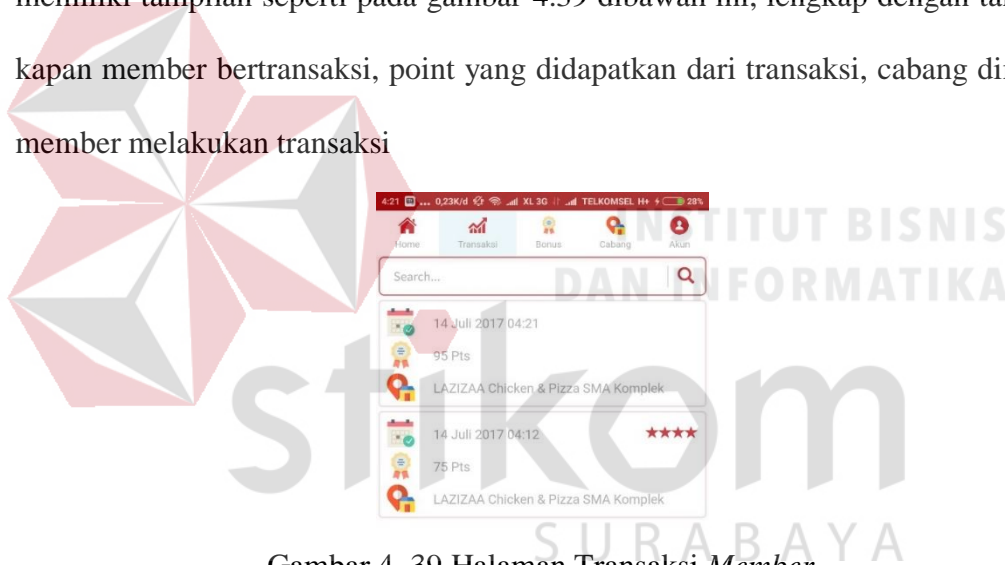 memiliki tampilan seperti pada gambar 4.39 dibawah ini, lengkap dengan
kapan member bertransaksi, point yang didapatkan dari transaksi, cabang
member melakukan transaksi
4:21 ... 0,23K/d XL 3G TELKOMSEL H+ 28%
Home Transaksi Bonus Cabang Akun
Search...
14 Juli 2017 04:21
95 Pts
LAZIZAA Chicken & Pizza SMA Komplek
14 Juli 2017 04:12 ★★★★
75 Pts
LAZIZAA Chicken & Pizza SMA Komplek
Gambar 4. 39 Halaman Transaksi Member
INSTITUT BISNIS
DAN INFORMATIKA
stikom
SURABAYA